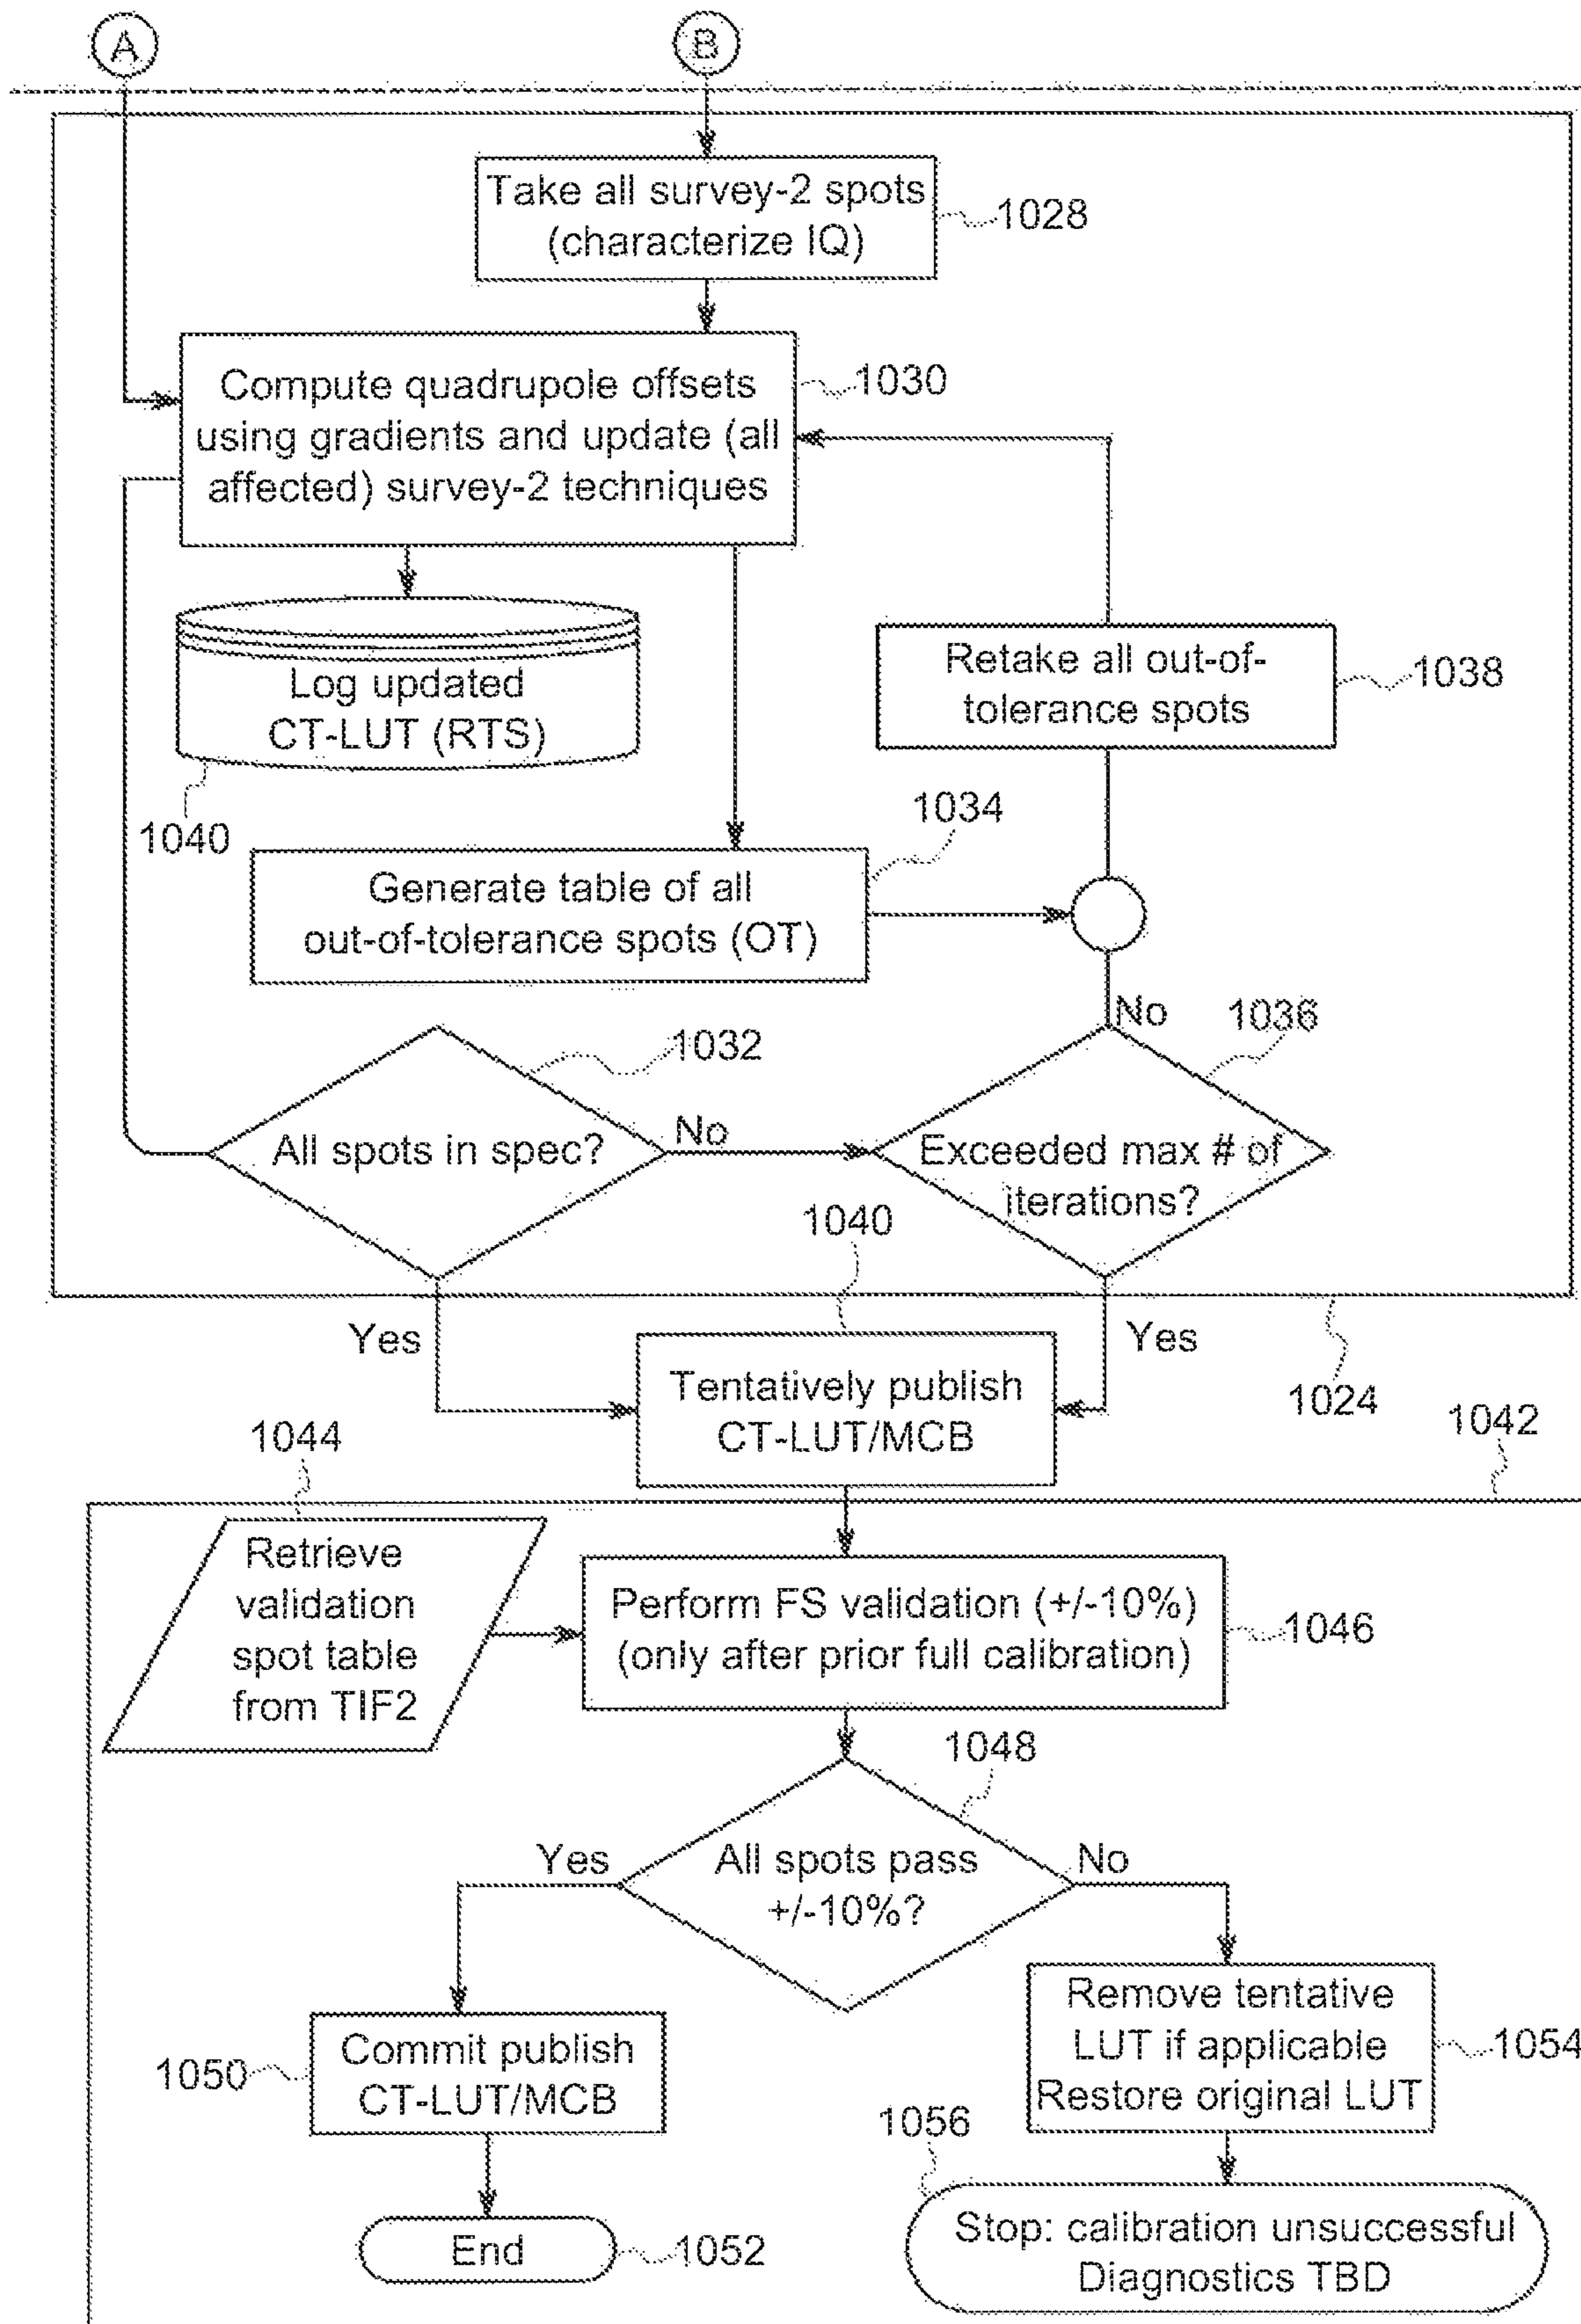 A
B
Take all survey-2 spots
(characterize IQ)
1028
Compute quadrupole offsets
using gradients and update (all
affected) survey-2 techniques
1030
Log updated
CT-LUT (RTS)
1040
Retake all out-of-
tolerance spots
1038
1034
Generate table of all
out-of-tolerance spots (OT)
No
1036
1032
All spots in spec?
No
Exceeded max # of
iterations?
1040
Yes
Yes
Tentatively publish
CT-LUT/MCB
1024
1042
1044
Retrieve
validation
spot table
from TIF2
Perform FS validation (+/-10%)
(only after prior full calibration)
1046
1048
Yes
All spots pass
+/-10%?
No
Commit publish
CT-LUT/MCB
1050
Remove tentative
LUT if applicable
Restore original LUT
1054
1056
End
1052
Stop: calibration unsuccessful
Diagnostics TBD